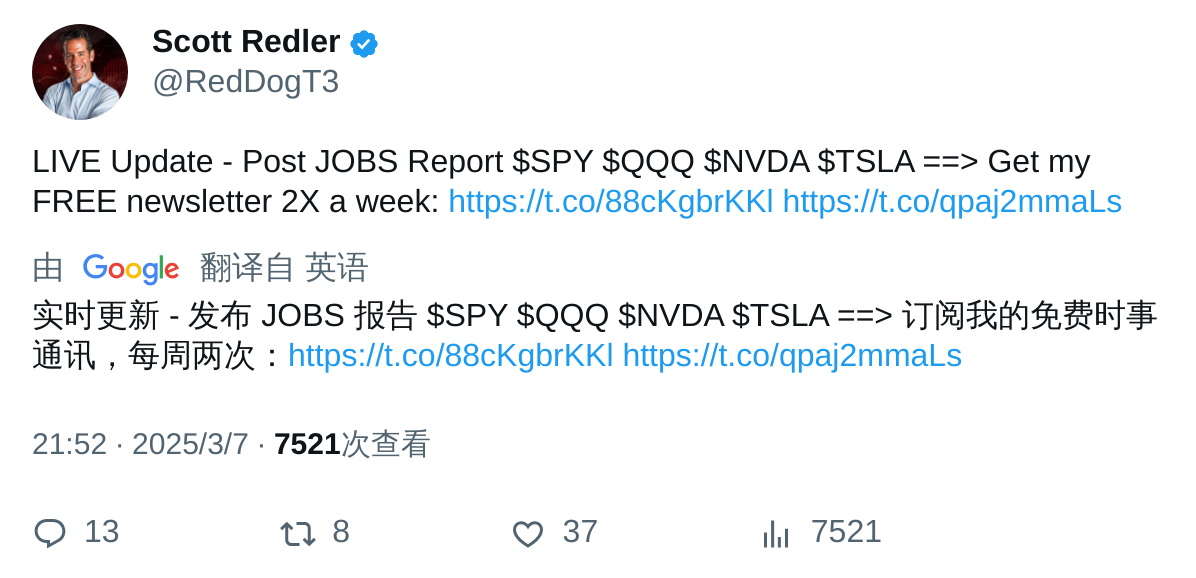 Scott Redler
@RedDogT3
LIVE Update - Post JOBS Report $SPY $QQQ $NVDA $TSLA ==> Get my
FREE newsletter 2X a week: https://t.co/88cKgbrKKl https://t.co/qpaj2mmaLs
由 Google 翻译自 英语
实时更新 - 发布 JOBS 报告 $SPY $QQQ $NVDA $TSLA ==> 订阅我的免费时事
通讯，每周两次：https://t.co/88cKgbrKKl https://t.co/qpaj2mmaLs
21:52 · 2025/3/7 · 7521次查看
13 8 37 7521